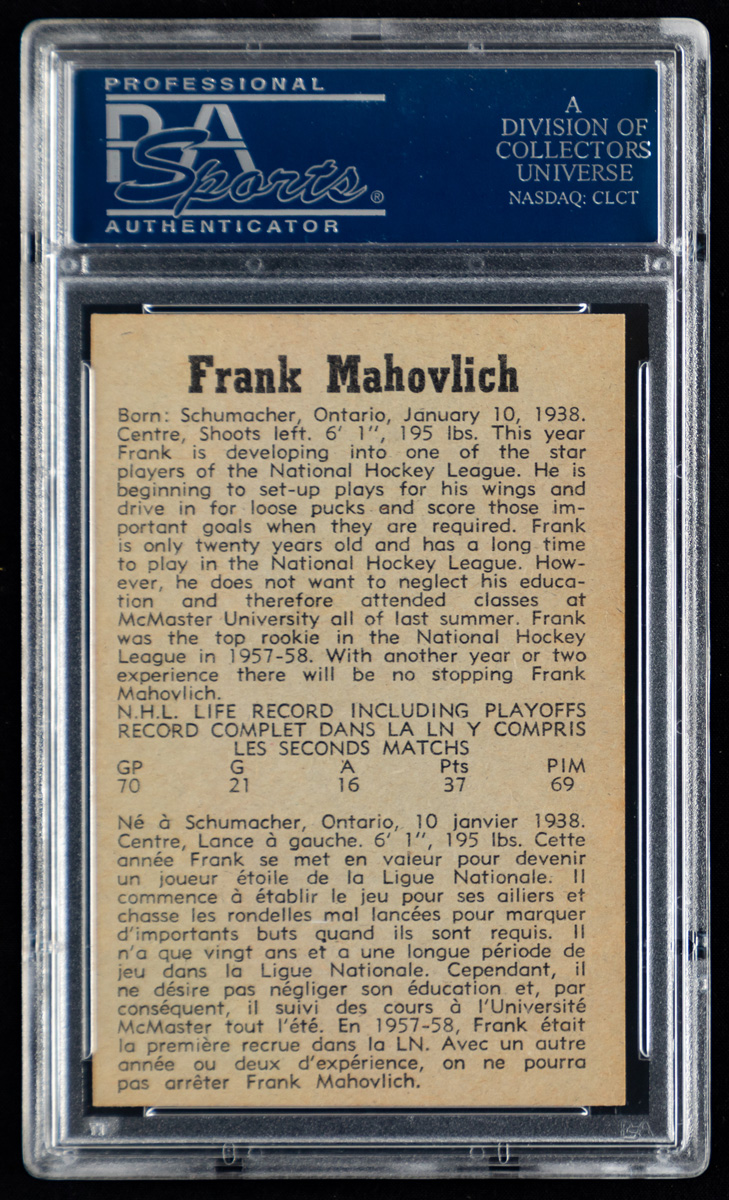 PROFESSIONAL
PSA
Sports®
AUTHENTICATOR
A
DIVISION OF
COLLECTORS
UNIVERSE
NASDAQ: CLCT
Frank Mahovlich
Born: Schumacher, Ontario, January 10, 1938.
Centre, Shoots left. 6' 1", 195 lbs. This year
Frank is developing into one of the star
players of the National Hockey League. He is
beginning to set-up plays for his wings and
drive in for loose pucks and score those im-
portant goals when they are required. Frank
is only twenty years old and has a long time
to play in the National Hockey League. How-
ever, he does not want to neglect his educa-
tion and therefore attended classes at
McMaster University all of last summer. Frank
was the top rookie in the National Hockey
League in 1957-58. With another year or two
experience there will be no stopping Frank
Mahovlich.
N.H.L. LIFE RECORD INCLUDING PLAYOFFS
RECORD COMPLET DANS LA LN Y COMPRIS
LES SECONDS MATCHS
GP G A Pts PIM
70 21 16 37 69
Né à Schumacher, Ontario, 10 janvier 1938.
Centre, Lance à gauche. 6' 1", 195 lbs. Cette
année Frank se met en valeur pour devenir
un joueur étoile de la Ligue Nationale. Il
commence à établir le jeu pour ses ailiers et
chasse les rondelles mal lancées pour marquer
d'importants buts quand ils sont requis. Il
n'a que vingt ans et a une longue période de
jeu dans la Ligue Nationale. Cependant, il
ne désire pas négliger son éducation et, par
conséquent, il suivi des cours à l'Université
McMaster tout l'été. En 1957-58, Frank était
la première recrue dans la LN. Avec un autre
année ou deux d'expérience, on ne pourra
pas arrêter Frank Mahovlich.